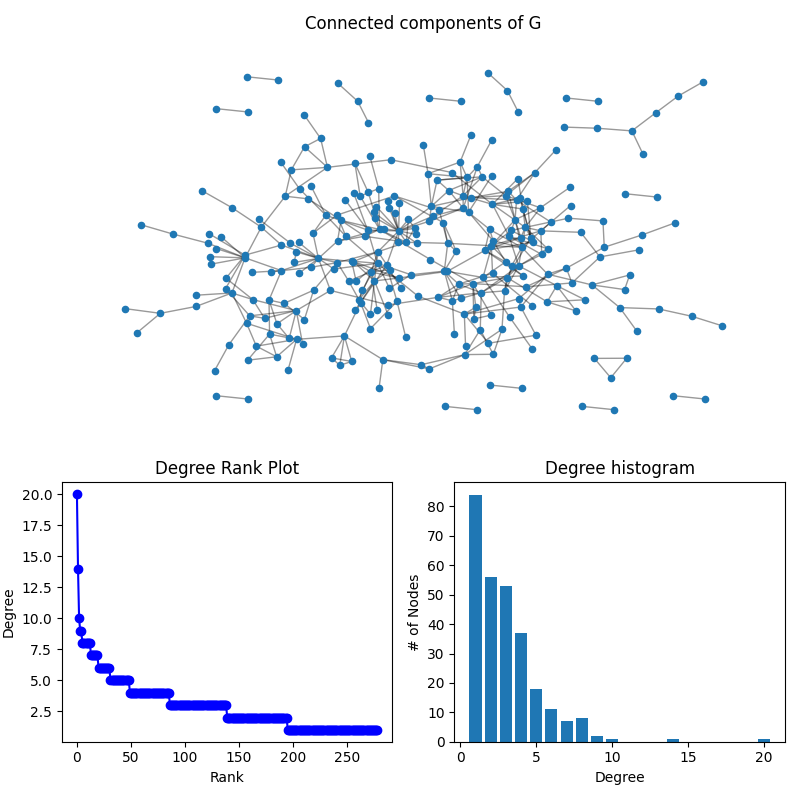 Connected components of G
Degree Rank Plot
20.0
17.5
15.0
12.5
10.0
7.5
5.0
2.5
Degree
0 50 100 150 200 250
Rank
Degree histogram
80
70
60
50
40
30
20
10
0
# of Nodes
0 5 10 15 20
Degree